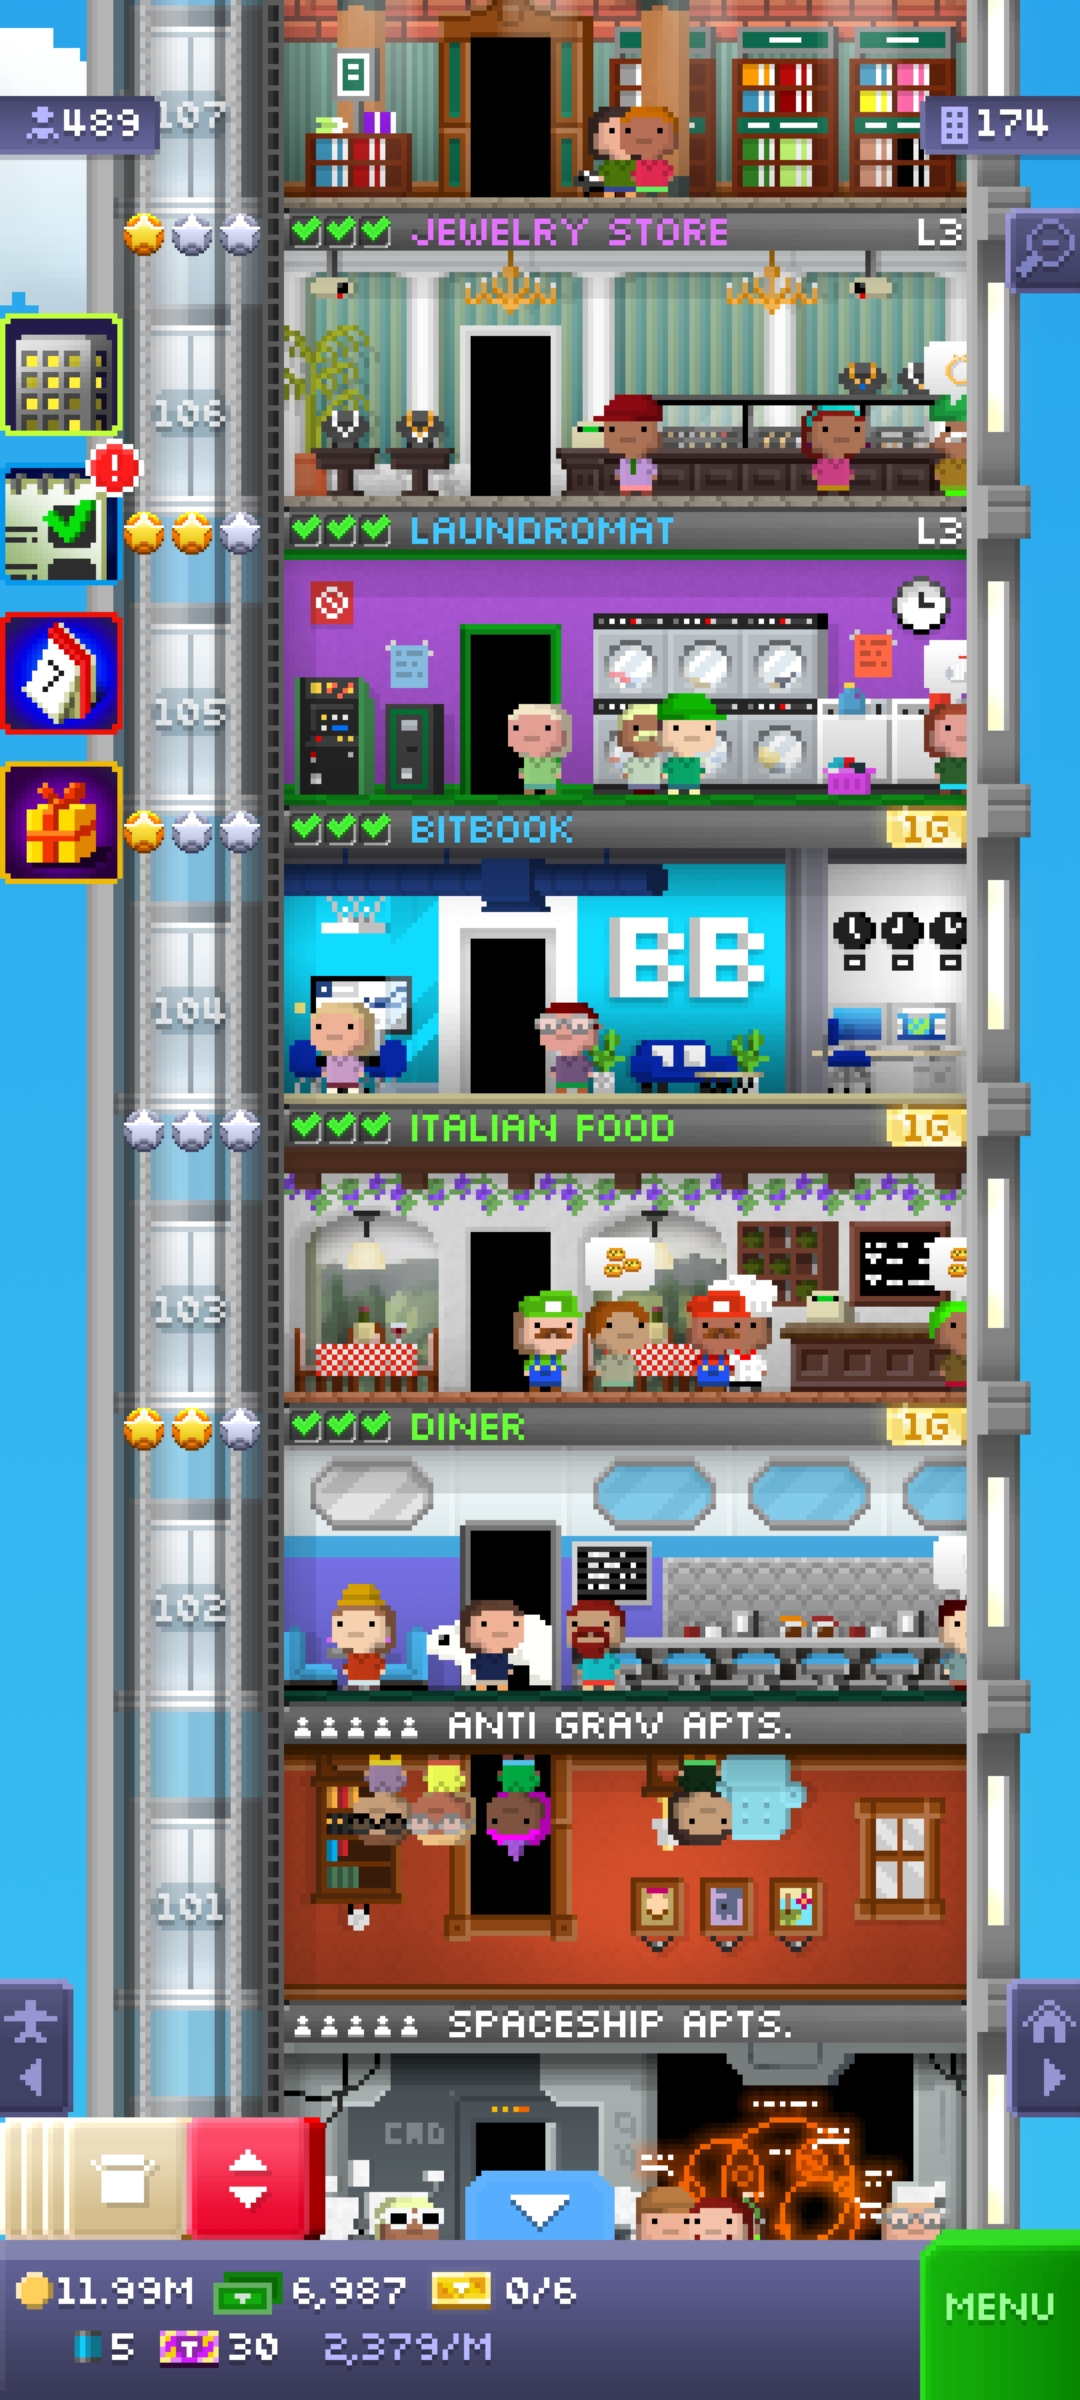 107
489
174
JEWELRY STORE L3
106
LAUNDROMAT L3
105
BITBOOK 1G
BB
104
ITALIAN FOOD 1G
103
DINER 1G
102
ANTI GRAV APTS.
101
SPACESHIP APTS.
CMD
11.99M 6,987 0/6
MENU
5 T 30 2,379/M